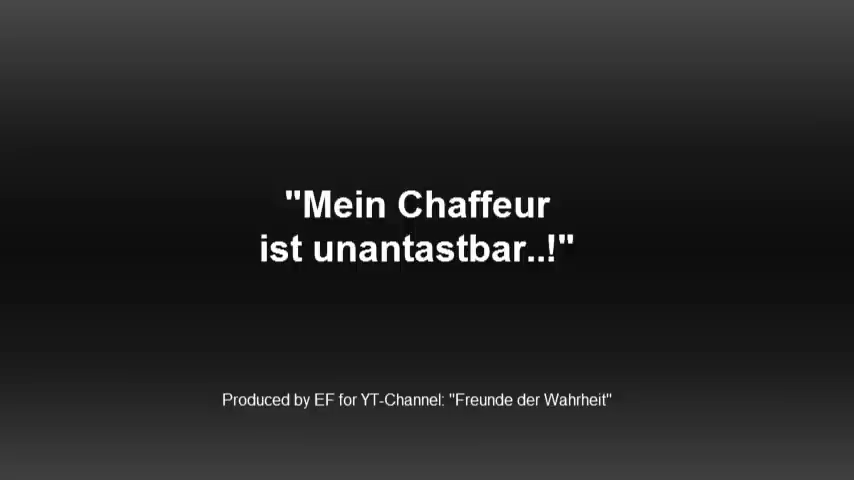 "Mein Chaffeur
ist unantastbar..!"
Produced by EF for YT-Channel: "Freunde der Wahrheit"